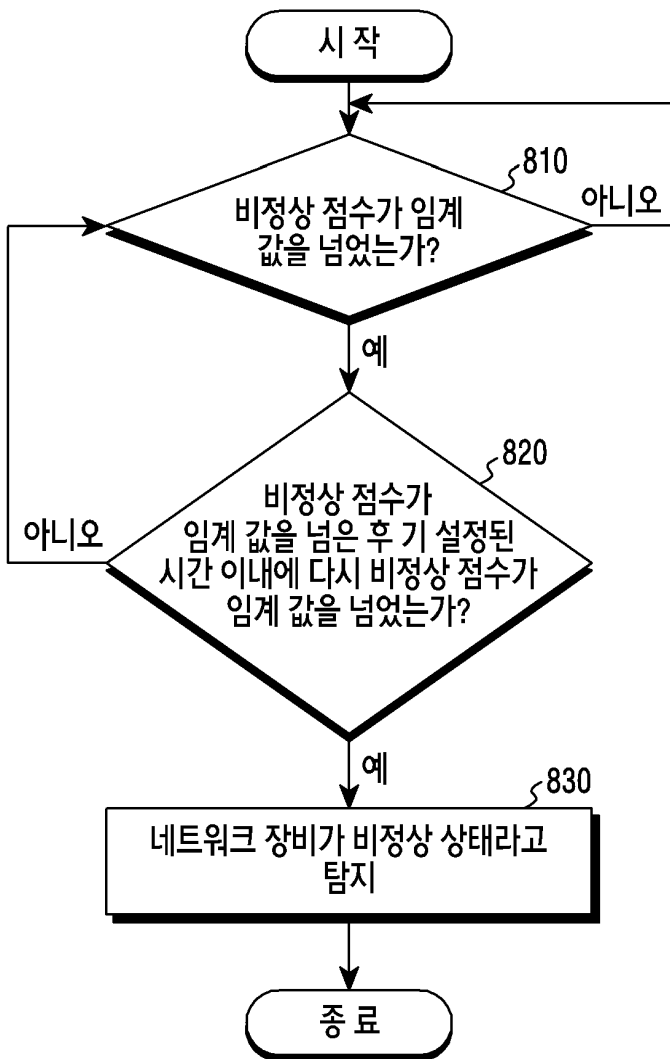 시 작
810
비정상 점수가 임계
값을 넘었는가?
아니오
예
820
비정상 점수가
임계 값을 넘은 후 기 설정된
시간 이내에 다시 비정상 점수가
임계 값을 넘었는가?
아니오
예
830
네트워크 장비가 비정상 상태라고
탐지
종 료